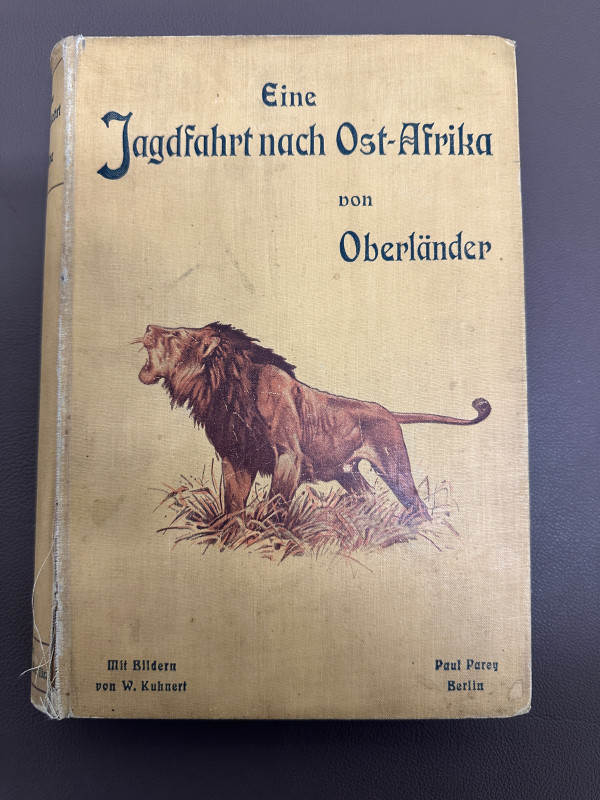 Eine
Jagdfahrt nach Ost-Afrika
von
Oberländer
Mit Bildern
von W. Kuhnert
Paul Parey
Berlin